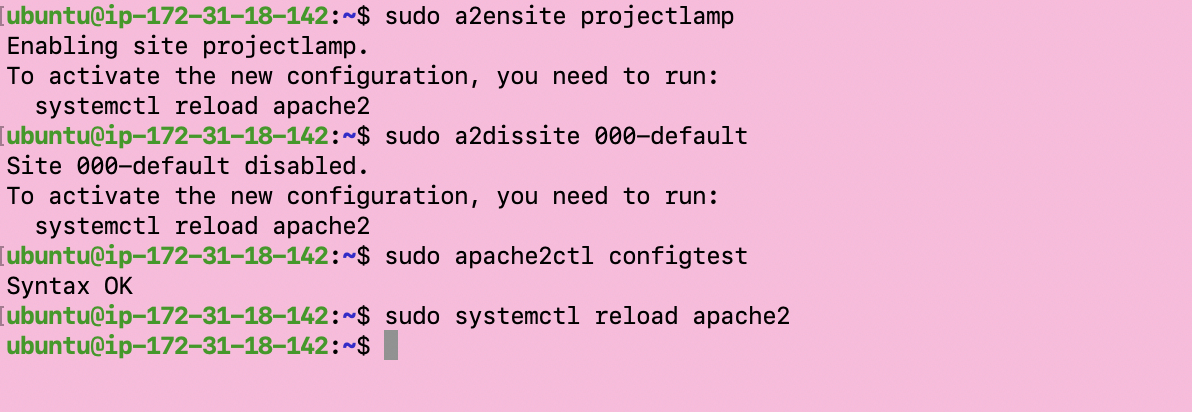 [ubuntu@ip-172-31-18-142:~$ sudo a2ensite projectlamp
Enabling site projectlamp.
To activate the new configuration, you need to run:
  systemctl reload apache2
[ubuntu@ip-172-31-18-142:~$ sudo a2dissite 000-default
Site 000-default disabled.
To activate the new configuration, you need to run:
  systemctl reload apache2
[ubuntu@ip-172-31-18-142:~$ sudo apache2ctl configtest
Syntax OK
[ubuntu@ip-172-31-18-142:~$ sudo systemctl reload apache2
ubuntu@ip-172-31-18-142:~$